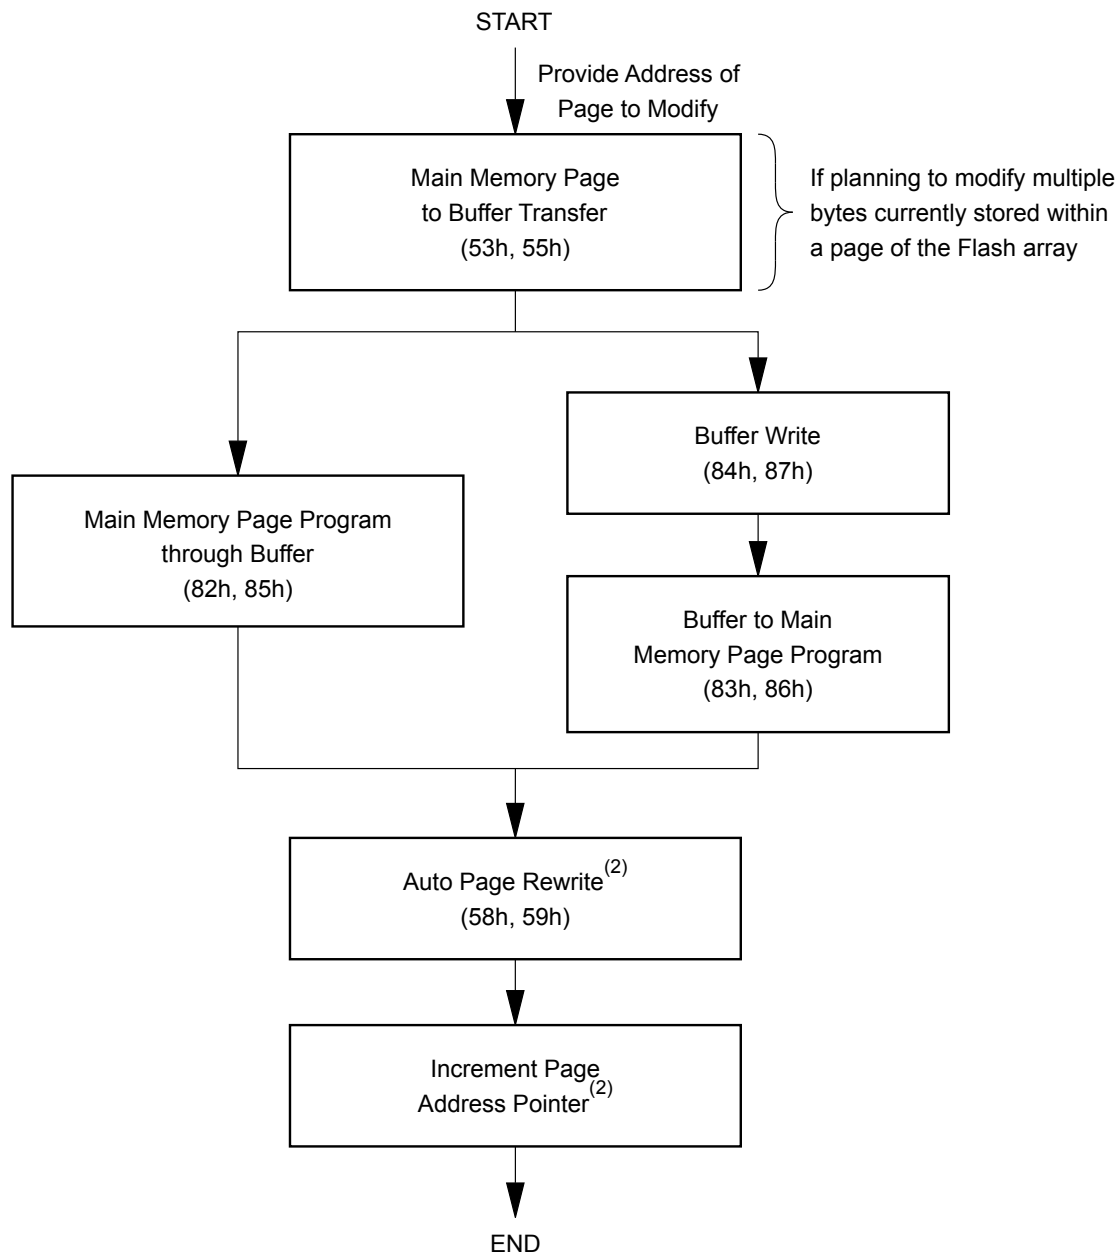 START
Provide Address of
Page to Modify
Main Memory Page
to Buffer Transfer
(53h, 55h)
If planning to modify multiple
bytes currently stored within
a page of the Flash array
Buffer Write
(84h, 87h)
Main Memory Page Program
through Buffer
(82h, 85h)
Buffer to Main
Memory Page Program
(83h, 86h)
Auto Page Rewrite(2)
(58h, 59h)
Increment Page
Address Pointer(2)
END